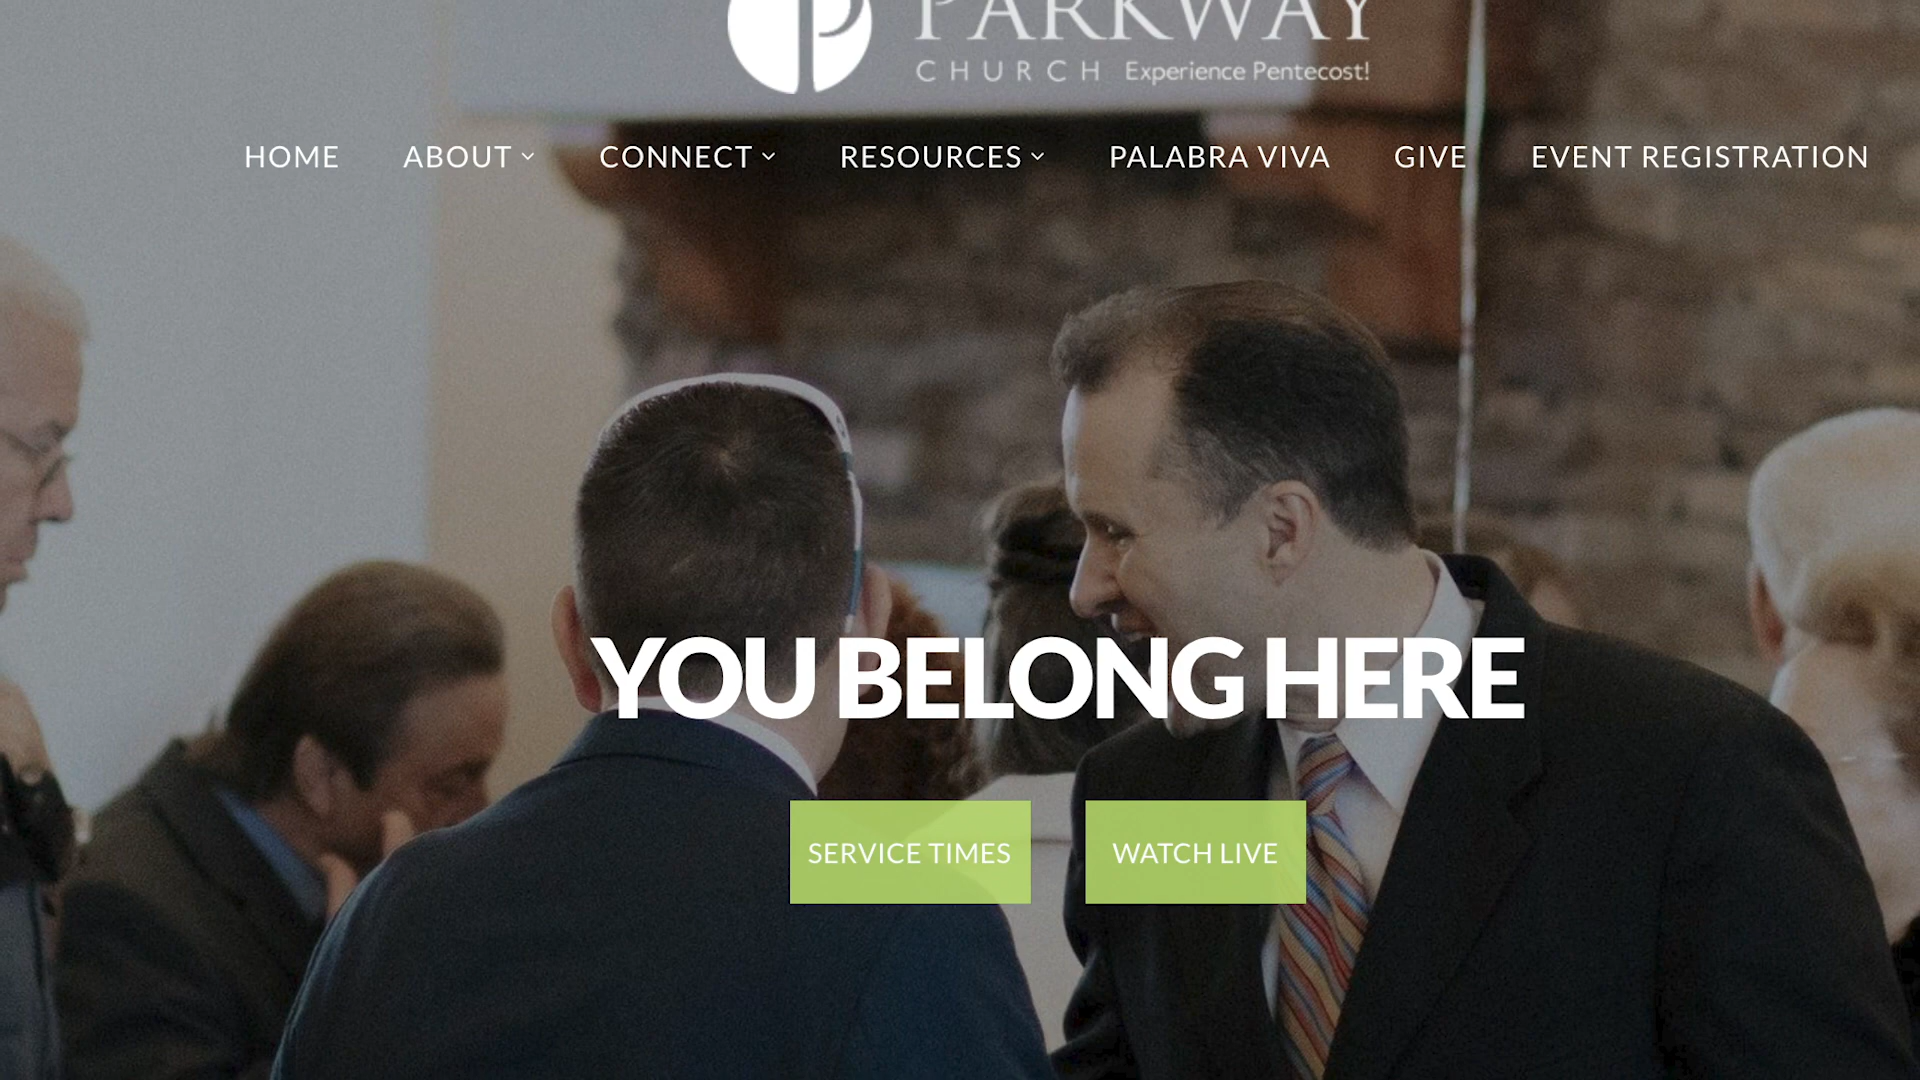 PARKWAY
CHURCH Experience Pentecost!
HOME ABOUT CONNECT RESOURCES PALABRA VIVA GIVE EVENT REGISTRATION
YOU BELONG HERE
SERVICE TIMES WATCH LIVE